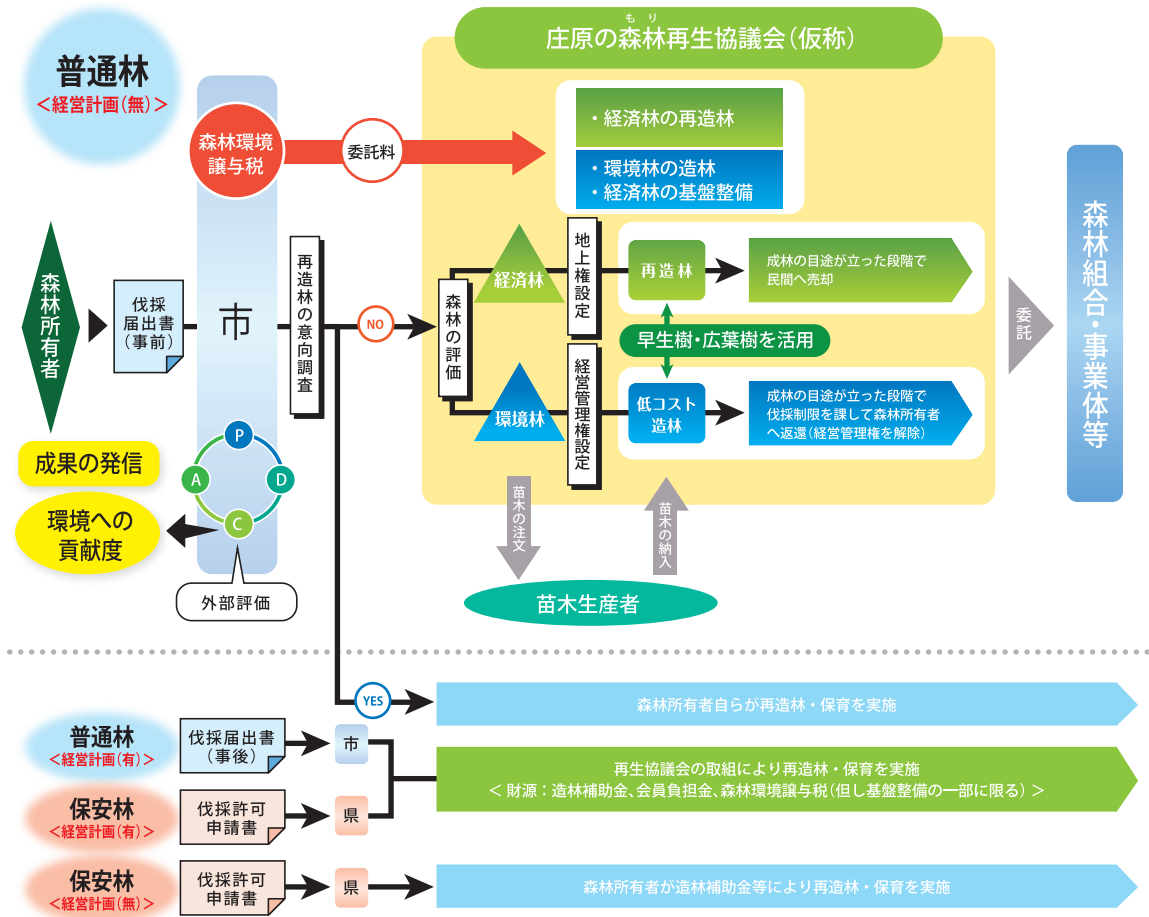 普通林
＜経営計画（無）＞
森林環境
譲与税
委託料
もり
庄原の森林再生協議会（仮称）
・経済林の再造林
・環境林の造林
・経済林の基盤整備
森林所有者
伐採
届出書
（事前）
市
再造林の意向調査
NO
森林の評価
経済林
地上権設定
再造林
成林の目途が立った段階で
民間へ売却
早生樹・広葉樹を活用
環境林
経営管理権設定
低コスト
造林
成林の目途が立った段階で
伐採制限を課して森林所有者
へ返還（経営管理権を解除）
委託
森林組合・事業体等
成果の発信
環境への
貢献度
P
D
C
A
外部評価
苗木の注文
苗木の納入
苗木生産者
YES
森林所有者自らが再造林・保育を実施
普通林
＜経営計画（有）＞
伐採届出書
（事後）
市
再生協議会の取組により再造林・保育を実施
＜財源：造林補助金、会員負担金、森林環境譲与税（但し基盤整備の一部に限る）＞
保安林
＜経営計画（有）＞
伐採許可
申請書
県
保安林
＜経営計画（無）＞
伐採許可
申請書
県
森林所有者が造林補助金等により再造林・保育を実施